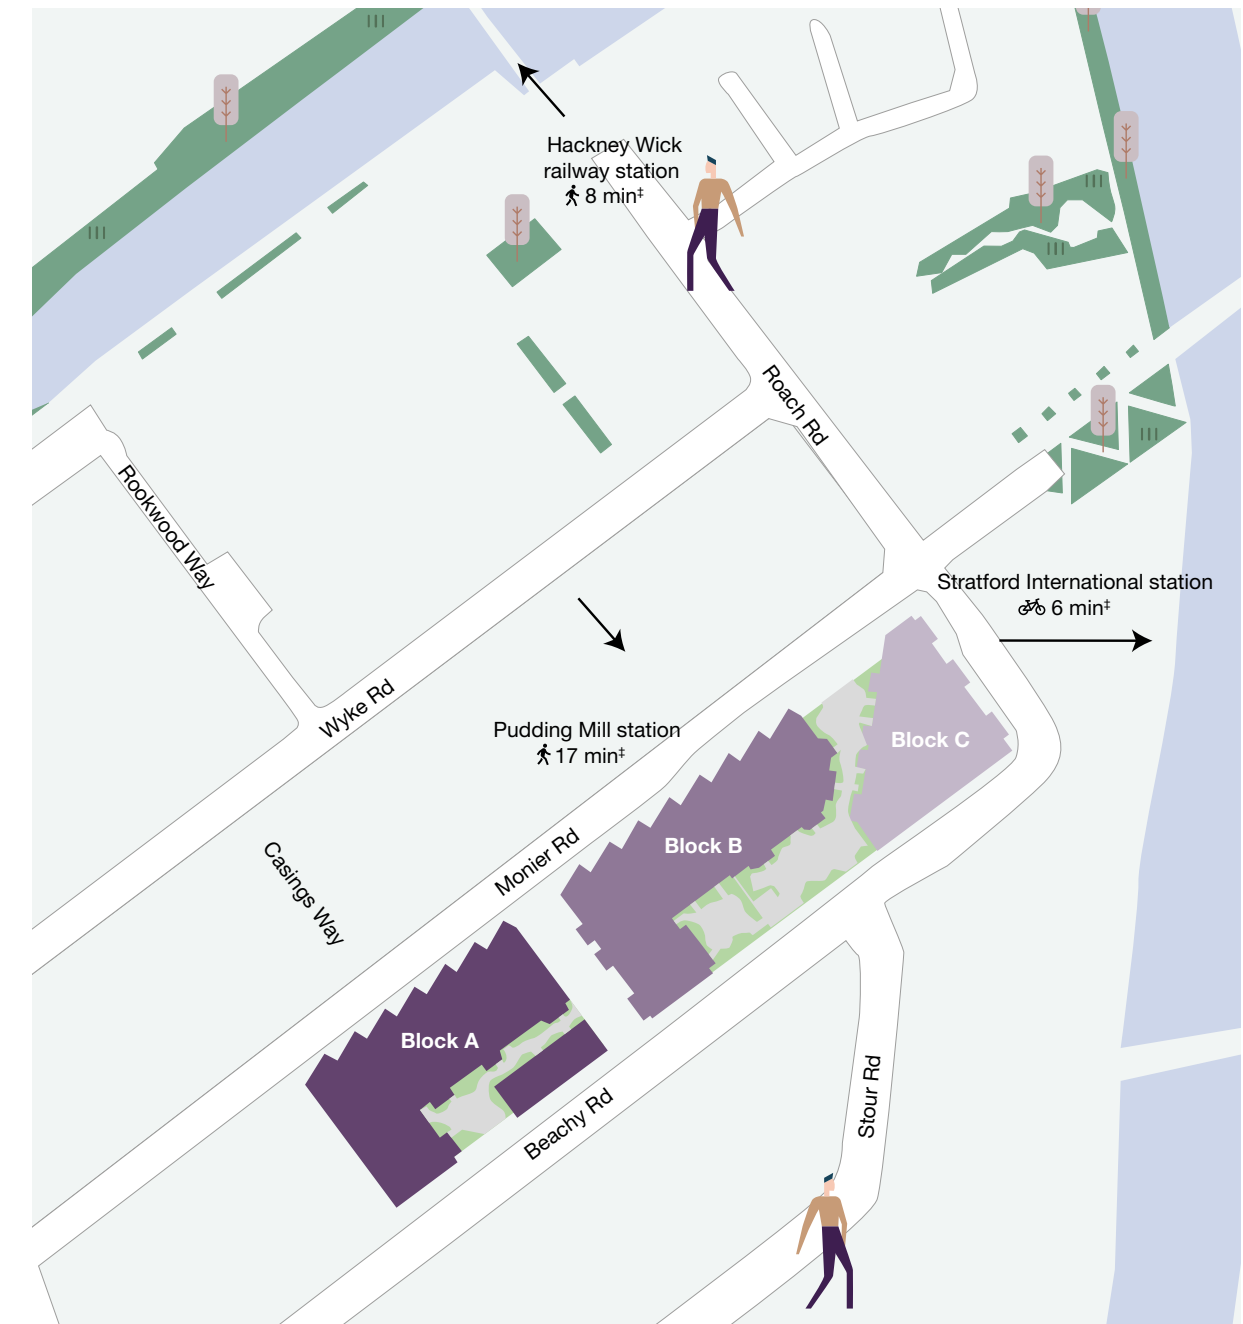 Hackney Wick
railway station
8 min‡
Roach Rd
Rookwood Way
Stratford International station
6 min‡
Wyke Rd
Pudding Mill station
17 min‡
Block C
Block B
Monier Rd
Casings Way
Block A
Beachy Rd
Stour Rd